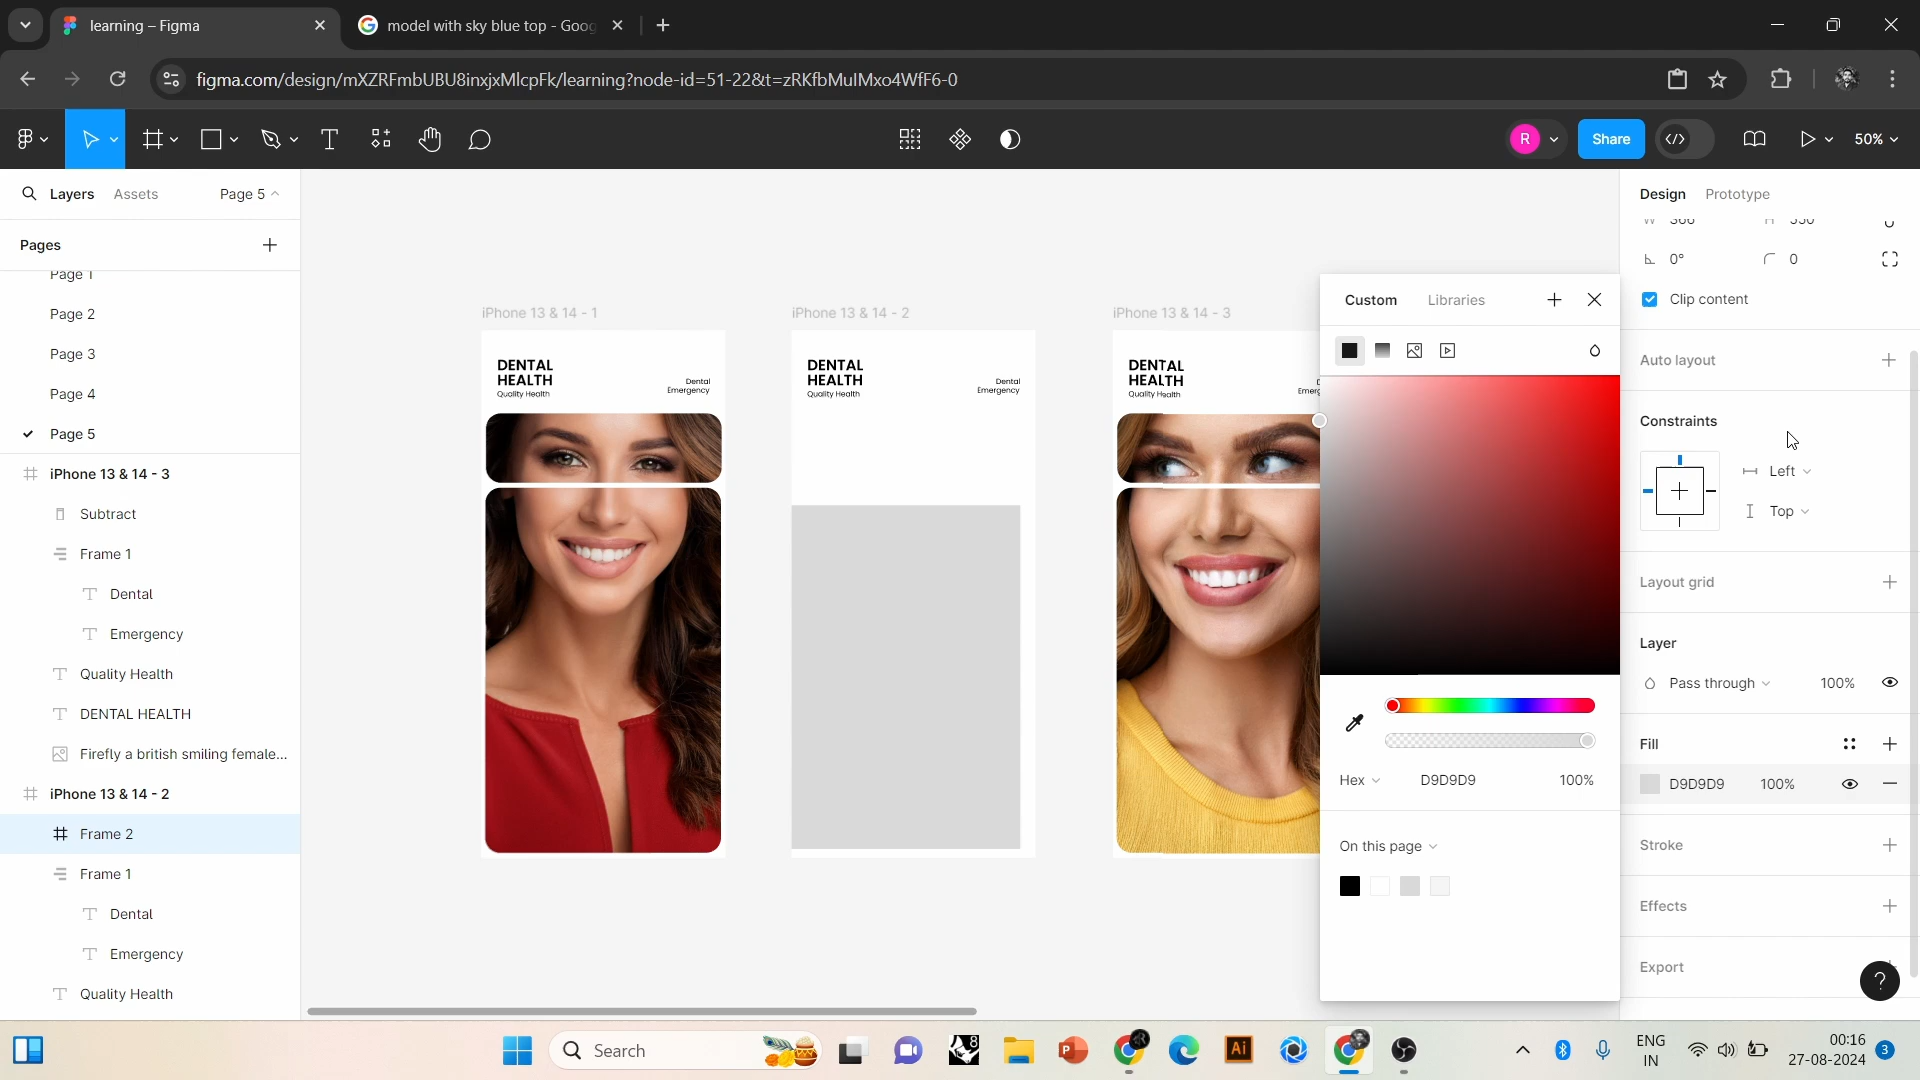 learning – Figma
model with sky blue top - Goog
figma.com/design/mXZRFmbUBU8inxjxMlcpFk/learning?node-id=51-22&t=zRKfbMulMxo4WfF6-0
R
Share
50%
Layers
Assets
Page 5
Pages
Page 1
Page 2
Page 3
Page 4
Page 5
iPhone 13 & 14 - 3
Subtract
Frame 1
Dental
Emergency
Quality Health
DENTAL HEALTH
Firefly a british smiling female...
iPhone 13 & 14 - 2
Frame 2
Frame 1
Dental
Emergency
Quality Health
iPhone 13 & 14 - 1
DENTAL
HEALTH
Quality Health
Dental
Emergency
iPhone 13 & 14 - 2
DENTAL
HEALTH
Quality Health
Dental
Emergency
iPhone 13 & 14 - 3
DENTAL
HEALTH
Quality Health
Custom
Libraries
Hex
D9D9D9
100%
On this page
Design
Prototype
W 366
H 550
0°
0
Clip content
Auto layout
Constraints
Left
Top
Layout grid
Layer
Pass through
100%
Fill
D9D9D9
100%
Stroke
Effects
Export
?
Search
8
P
Ai
ENG
IN
00:16
27-08-2024
3